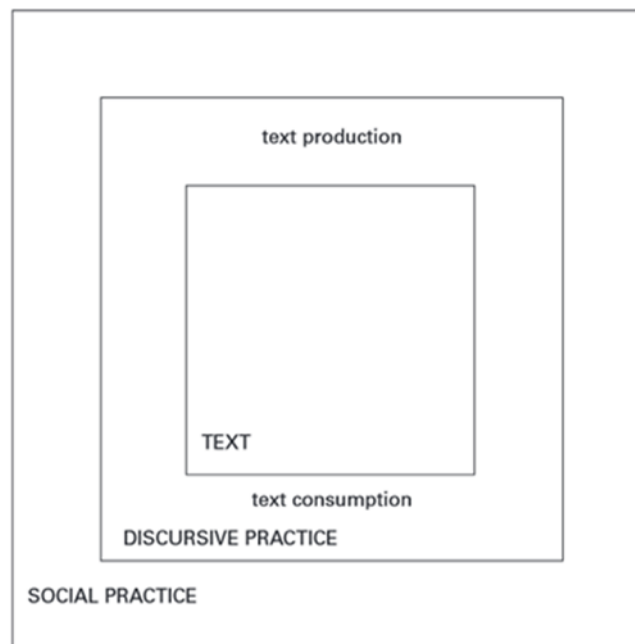 text production
TEXT
text consumption
DISCURSIVE PRACTICE
SOCIAL PRACTICE